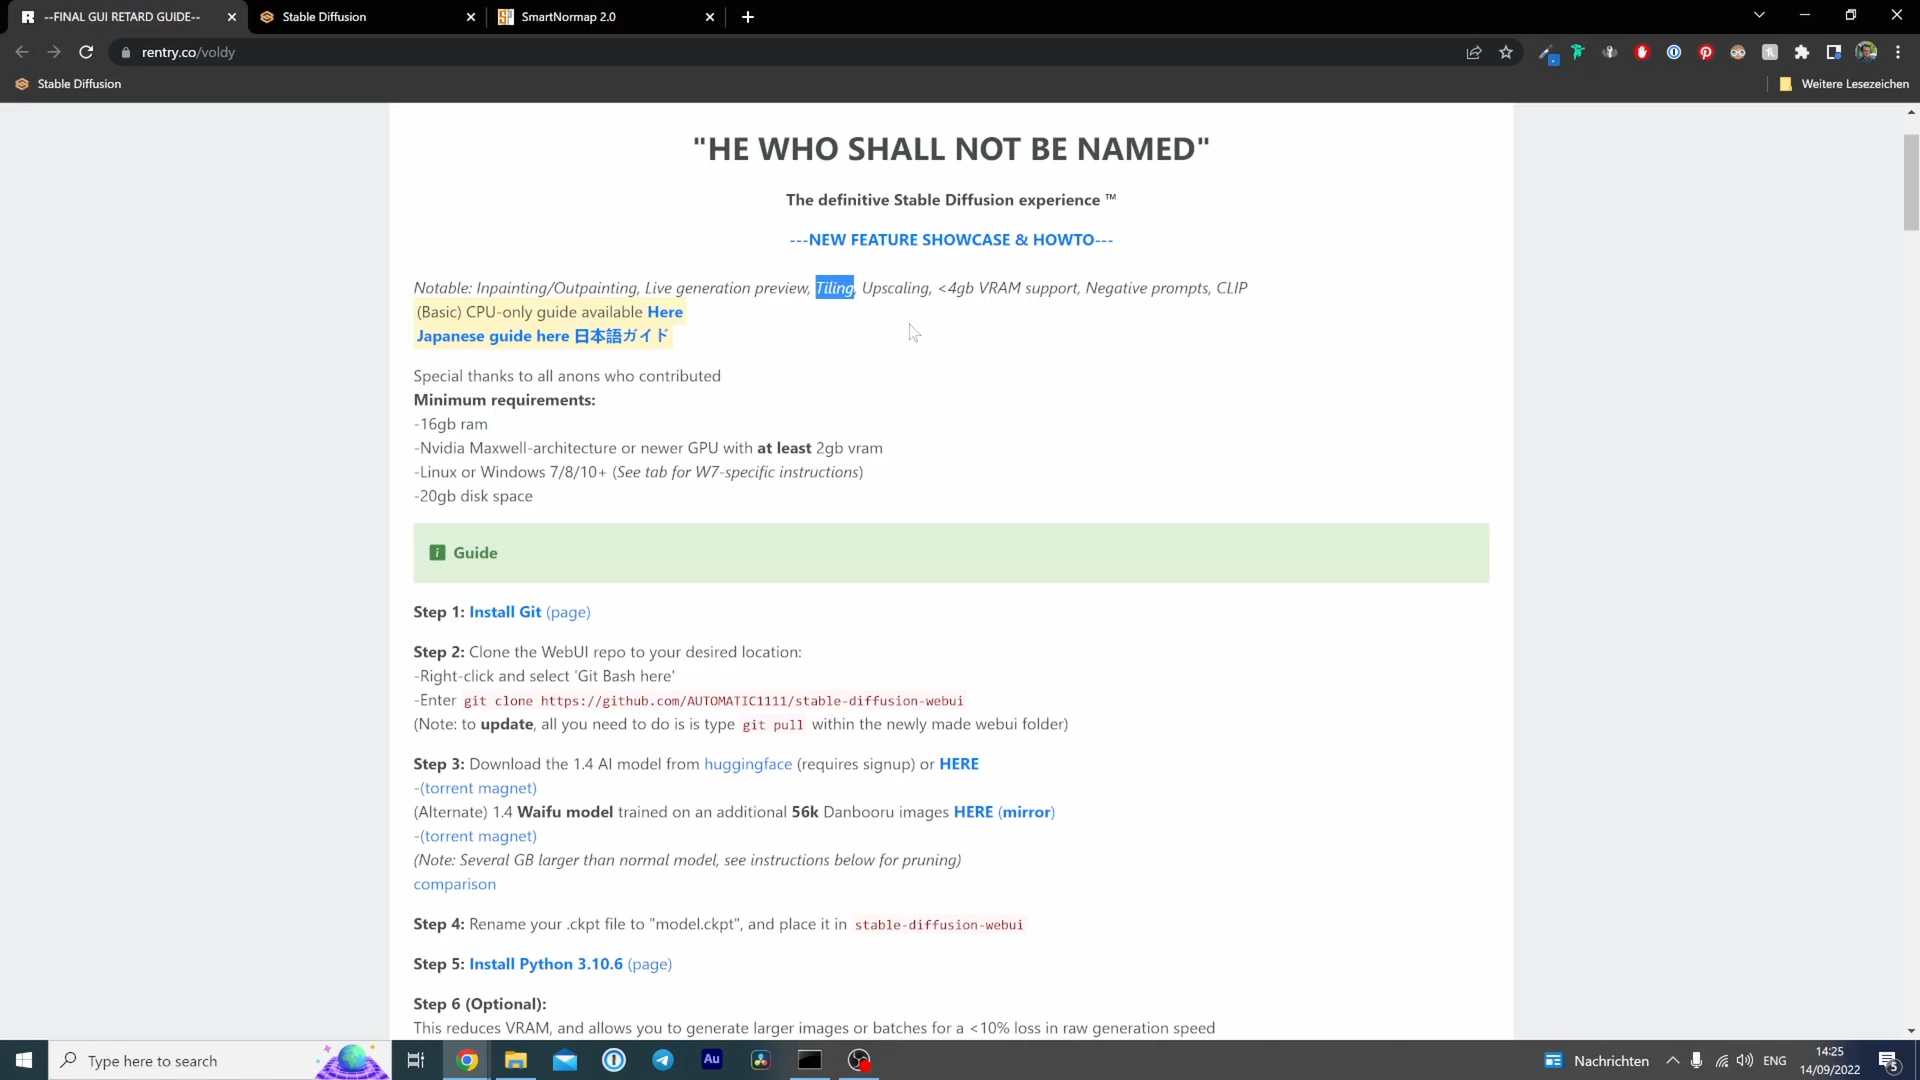 --FINAL GUI RETARD GUIDE--
Stable Diffusion
SmartNormap 2.0
rentry.co/voldy
Stable Diffusion
Weitere Lesezeichen
"HE WHO SHALL NOT BE NAMED"
The definitive Stable Diffusion experience ™
---NEW FEATURE SHOWCASE & HOWTO---
Notable: Inpainting/Outpainting, Live generation preview, Tiling, Upscaling, <4gb VRAM support, Negative prompts, CLIP
(Basic) CPU-only guide available Here
Japanese guide here 日本語ガイド
Special thanks to all anons who contributed
Minimum requirements:
-16gb ram
-Nvidia Maxwell-architecture or newer GPU with at least 2gb vram
-Linux or Windows 7/8/10+ (See tab for W7-specific instructions)
-20gb disk space
Guide
Step 1: Install Git (page)
Step 2: Clone the WebUI repo to your desired location:
-Right-click and select 'Git Bash here'
-Enter git clone https://github.com/AUTOMATIC1111/stable-diffusion-webui
(Note: to update, all you need to do is is type git pull within the newly made webui folder)
Step 3: Download the 1.4 AI model from huggingface (requires signup) or HERE
-(torrent magnet)
(Alternate) 1.4 Waifu model trained on an additional 56k Danbooru images HERE (mirror)
-(torrent magnet)
(Note: Several GB larger than normal model, see instructions below for pruning)
comparison
Step 4: Rename your .ckpt file to "model.ckpt", and place it in stable-diffusion-webui
Step 5: Install Python 3.10.6 (page)
Step 6 (Optional):
This reduces VRAM, and allows you to generate larger images or batches for a <10% loss in raw generation speed
Type here to search
Au
Nachrichten
ENG
14:25
14/09/2022
5